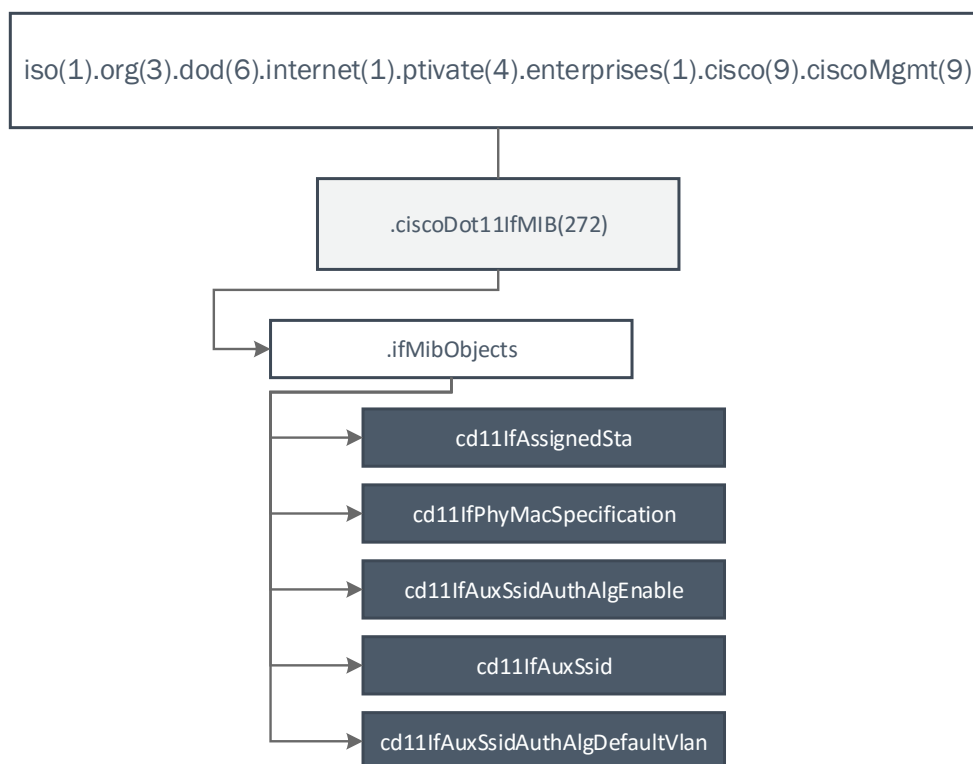 iso(1).org(3).dod(6).internet(1).ptivate(4).enterprises(1).cisco(9).ciscoMgmt(9)
.ciscoDot11IfMIB(272)
.ifMibObjects
cd11IfAssignedSta
cd11IfPhyMacSpecification
cd11IfAuxSsidAuthAlgEnable
cd11IfAuxSsid
cd11IfAuxSsidAuthAlgDefaultVlan